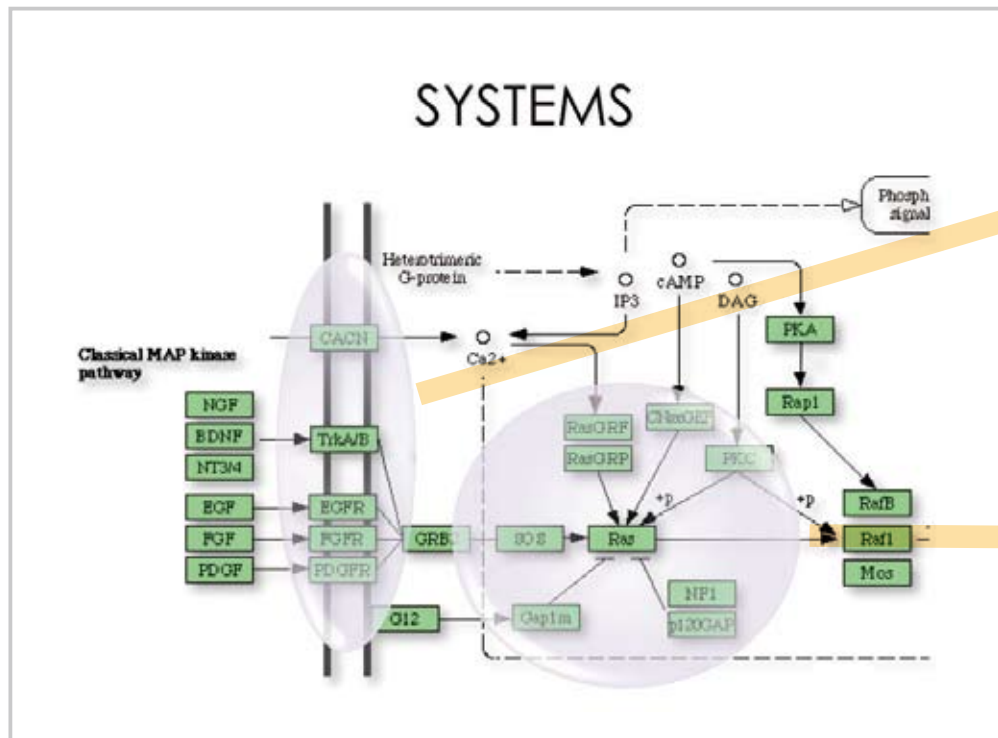 SYSTEMS
Phosph
signal
Heterotrimeric
G-protein
IP3
cAMP
DAG
CACN
Ca2+
PKA
Classical MAP kinase
pathway
NGF
BDNF
NT3/4
TrkA/B
Rap1
RasGRF
CNrasGEF
RasGRP
PKC
EGF
EGFR
+p
+p
RafB
FGF
FGFR
GRB2
SOS
Ras
Raf1
PDGF
PDGFR
Mos
G12
Gap1m
NF1
p120GAP